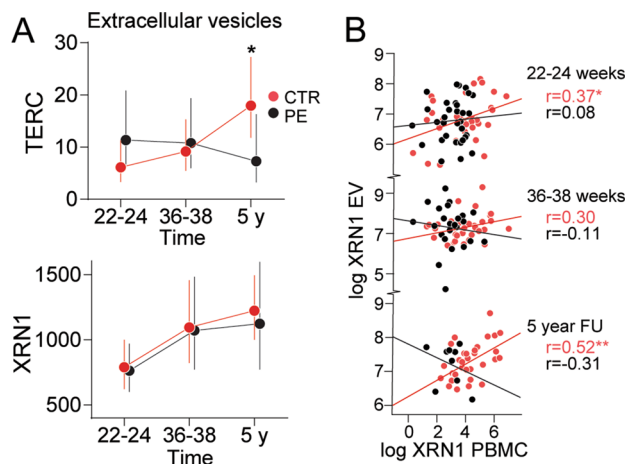 A
Extracellular vesicles
30
20
10
0
TERC
*
CTR
PE
22-24 36-38 5 y
Time
1500
1000
500
XRN1
22-24 36-38 5 y
Time
B
9
8
7
6
22-24 weeks
r=0.37*
r=0.08
9
7
5
log XRN1 EV
36-38 weeks
r=0.30
r=-0.11
9
8
7
6
5 year FU
r=0.52**
r=-0.31
0 2 4 6
log XRN1 PBMC